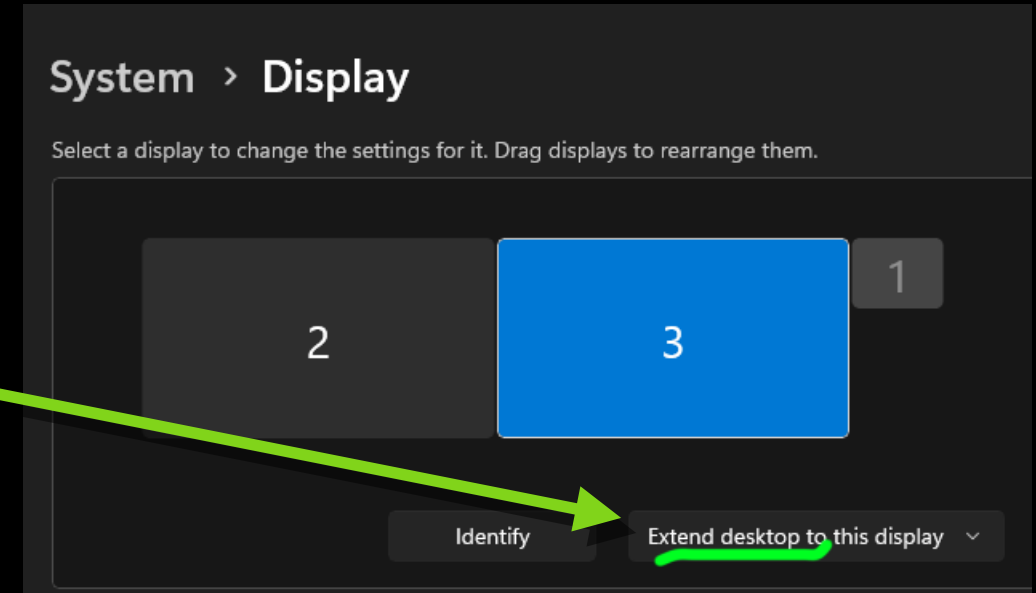 System > Display
Select a display to change the settings for it. Drag displays to rearrange them.
2
3
1
Identify
Extend desktop to this display